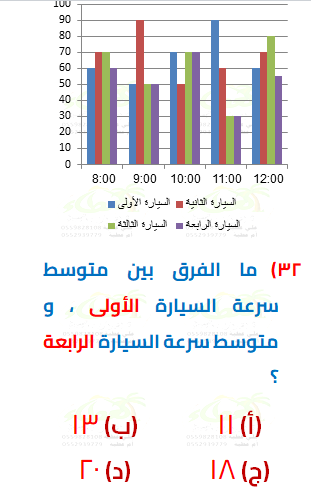 100
90
80
70
60
50
40
30
20
10
0
8:00 9:00 10:00 11:00 12:00
السيارة الأولى السيارة الثانية
السيارة الثالثة السيارة الرابعة
٣٢) ما الفرق بين متوسط
سرعة السيارة الأولى ، و
متوسط سرعة السيارة الرابعة
؟
(أ) ١١ (ب) ١٣
(ج) ١٨ (د) ٢٠